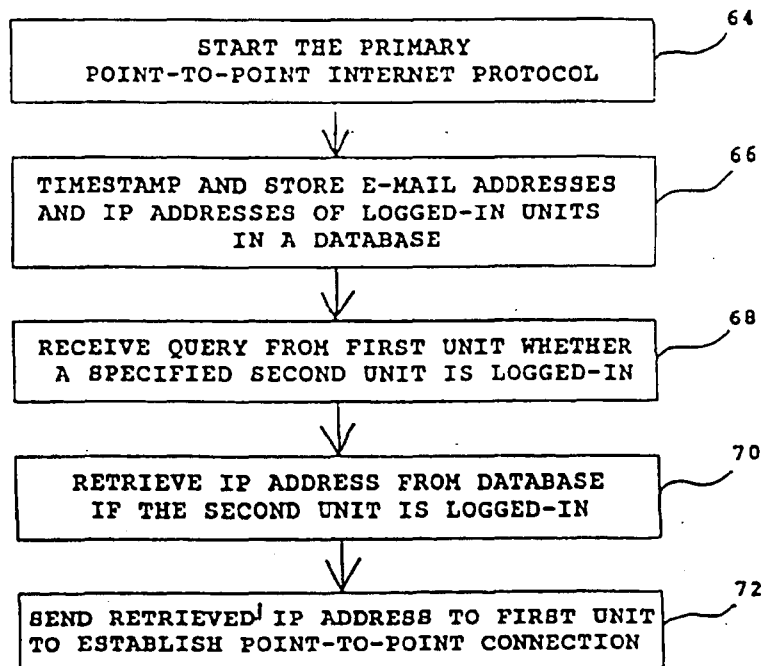 64
START THE PRIMARY
POINT-TO-POINT INTERNET PROTOCOL
66
TIMESTAMP AND STORE E-MAIL ADDRESSES
AND IP ADDRESSES OF LOGGED-IN UNITS
IN A DATABASE
68
RECEIVE QUERY FROM FIRST UNIT WHETHER
A SPECIFIED SECOND UNIT IS LOGGED-IN
70
RETRIEVE IP ADDRESS FROM DATABASE
IF THE SECOND UNIT IS LOGGED-IN
72
SEND RETRIEVED IP ADDRESS TO FIRST UNIT
TO ESTABLISH POINT-TO-POINT CONNECTION